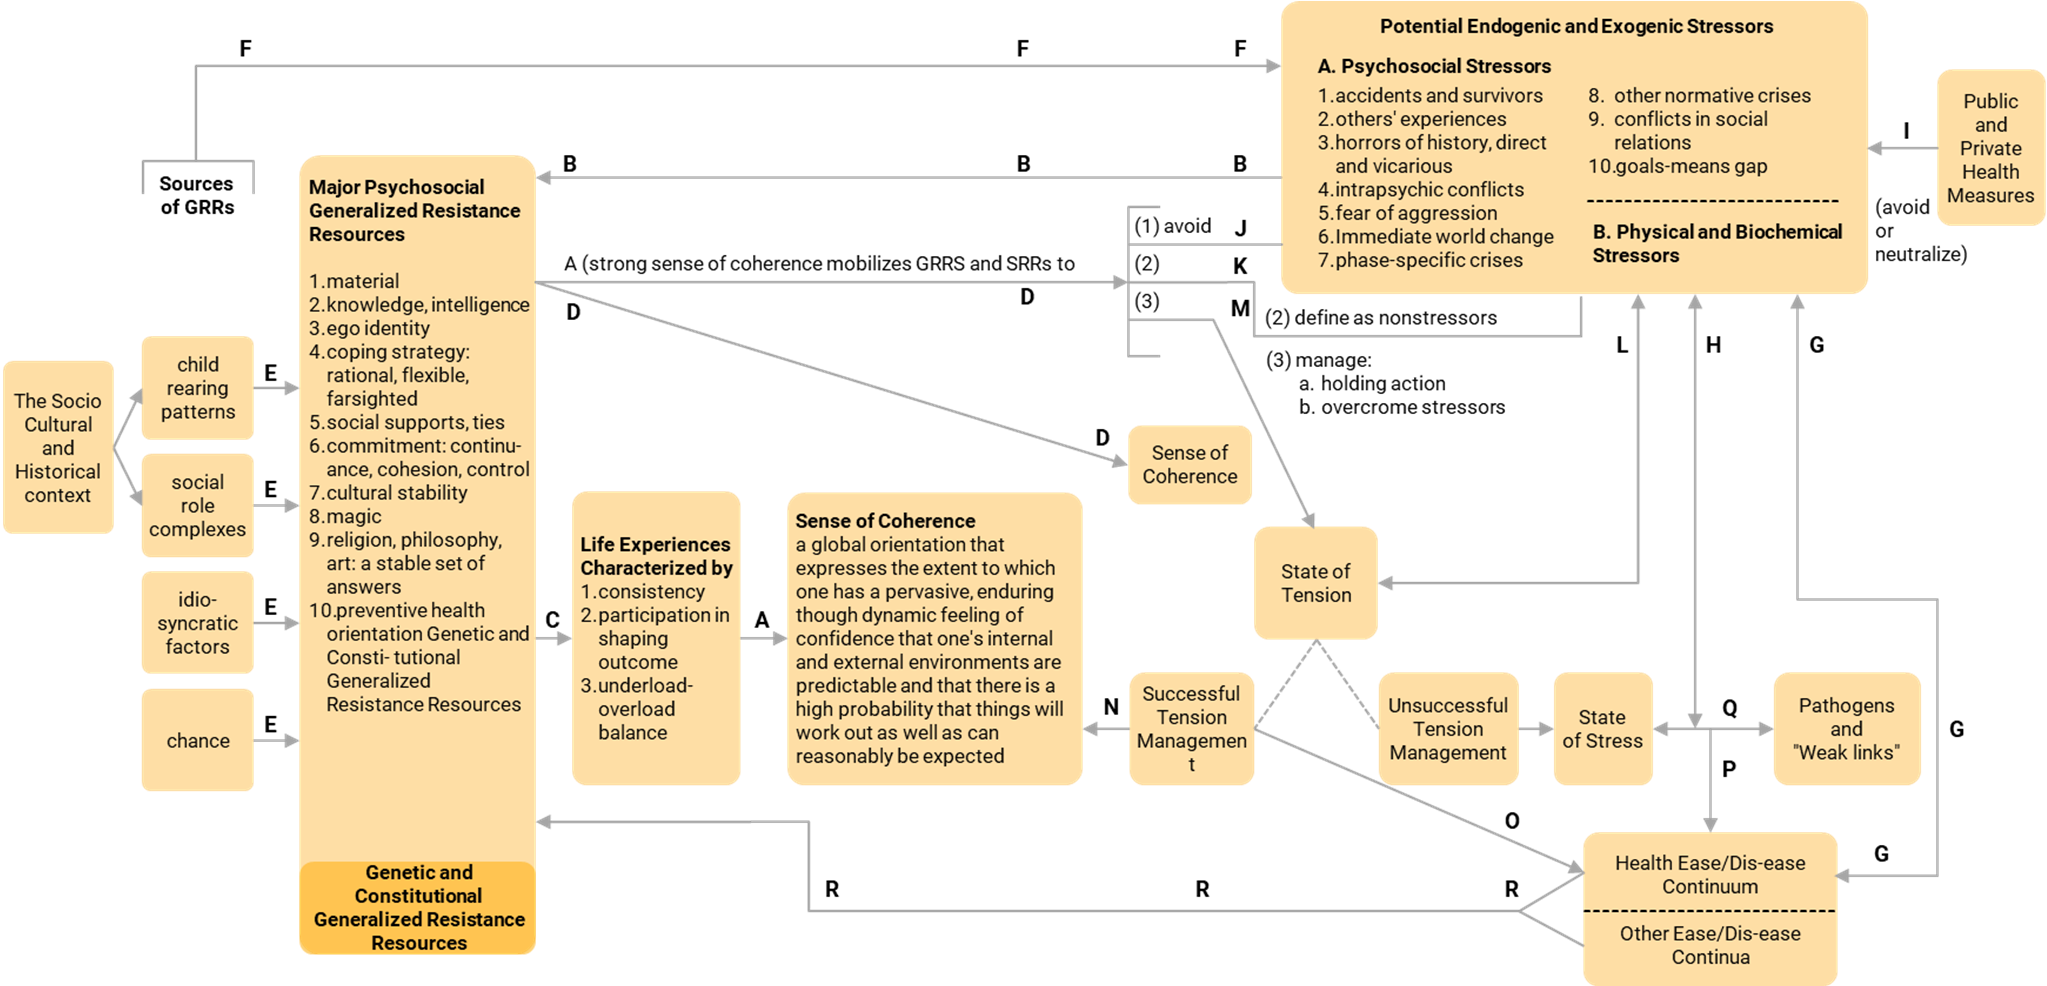 F
F
F
Potential Endogenic and Exogenic Stressors
A. Psychosocial Stressors
1.accidents and survivors
2.others' experiences
3.horrors of history, direct
and vicarious
4.intrapsychic conflicts
5.fear of aggression
6.Immediate world change
7.phase-specific crises
8. other normative crises
9. conflicts in social
relations
10.goals-means gap
B. Physical and Biochemical
Stressors
I
Public
and
Private
Health
Measures
(avoid
or
neutralize)
Sources
of GRRs
B
B
B
Major Psychosocial
Generalized Resistance
Resources
1.material
2.knowledge, intelligence
3.ego identity
4.coping strategy:
rational, flexible,
farsighted
5.social supports, ties
6.commitment: continu-
ance, cohesion, control
7.cultural stability
8.magic
9.religion, philosophy,
art: a stable set of
answers
10.preventive health
orientation Genetic and
Consti- tutional
Generalized
Resistance Resources
Genetic and
Constitutional
Generalized Resistance
Resources
A (strong sense of coherence mobilizes GRRS and SRRs to
D
D
D
(1) avoid
J
(2)
K
(3)
M
(2) define as nonstressors
(3) manage:
a. holding action
b. overcrome stressors
L
H
G
The Socio
Cultural
and
Historical
context
child
rearing
patterns
E
social
role
complexes
E
idio-
syncratic
factors
E
chance
E
Sense of
Coherence
C
Life Experiences
Characterized by
1.consistency
2.participation in
shaping
outcome
3.underload-
overload
balance
A
Sense of Coherence
a global orientation that
expresses the extent to which
one has a pervasive, enduring
though dynamic feeling of
confidence that one's internal
and external environments are
predictable and that there is a
high probability that things will
work out as well as can
reasonably be expected
State of
Tension
N
Successful
Tension
Managemen
t
Unsuccessful
Tension
Management
State
of Stress
Q
Pathogens
and
"Weak links"
G
P
O
G
Health Ease/Dis-ease
Continuum
Other Ease/Dis-ease
Continua
R
R
R